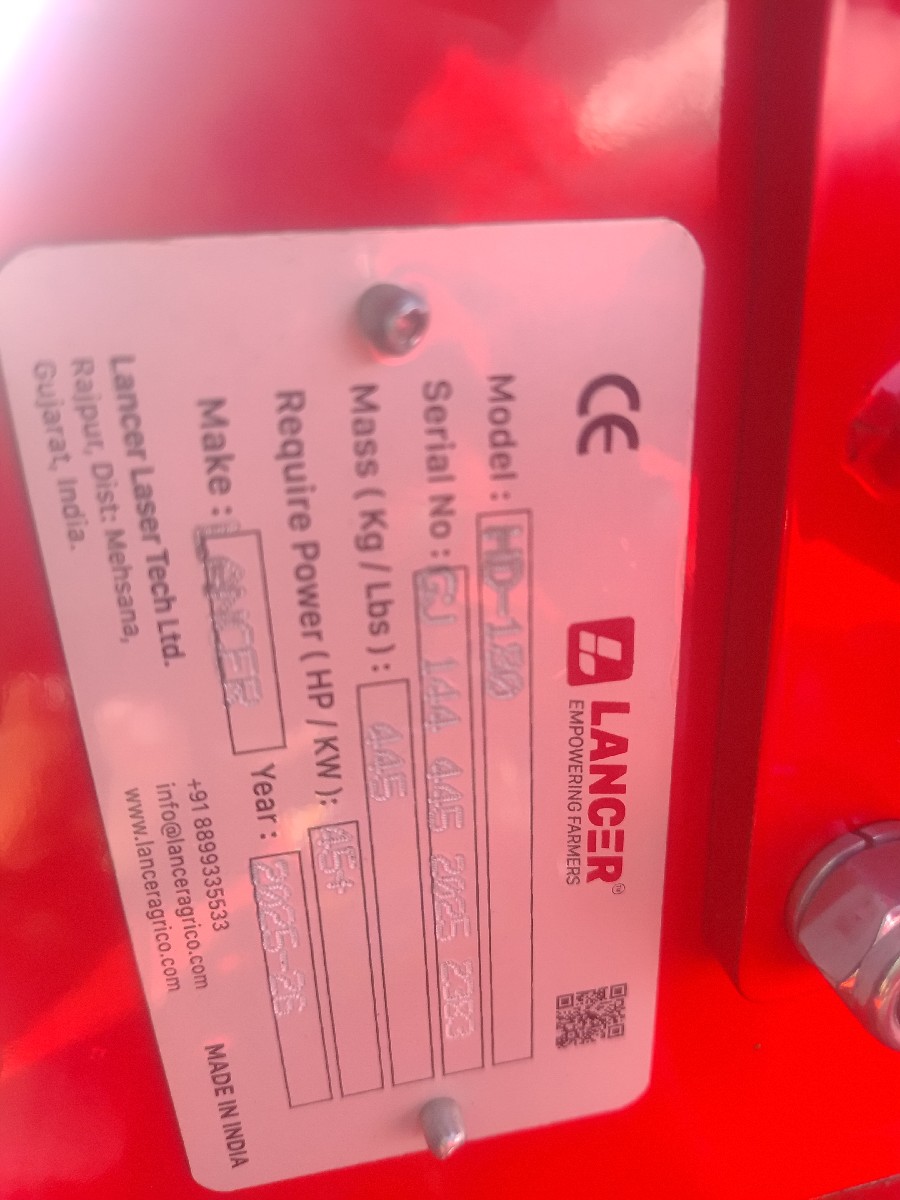 CE
LANCER®
EMPOWERING FARMERS
Model : HD-180
Serial No : GJ 144 445 2025
Mass ( Kg / Lbs ) : 445
Require Power ( HP / KW ) : 45+
Make : LANCER
Year : 2025-26
Lancer Laser Tech Ltd.
Rajpur, Dist: Mehsana,
Gujarat, India.
+91 8899335533
info@lanceragrico.com
www.lanceragrico.com
MADE IN INDIA